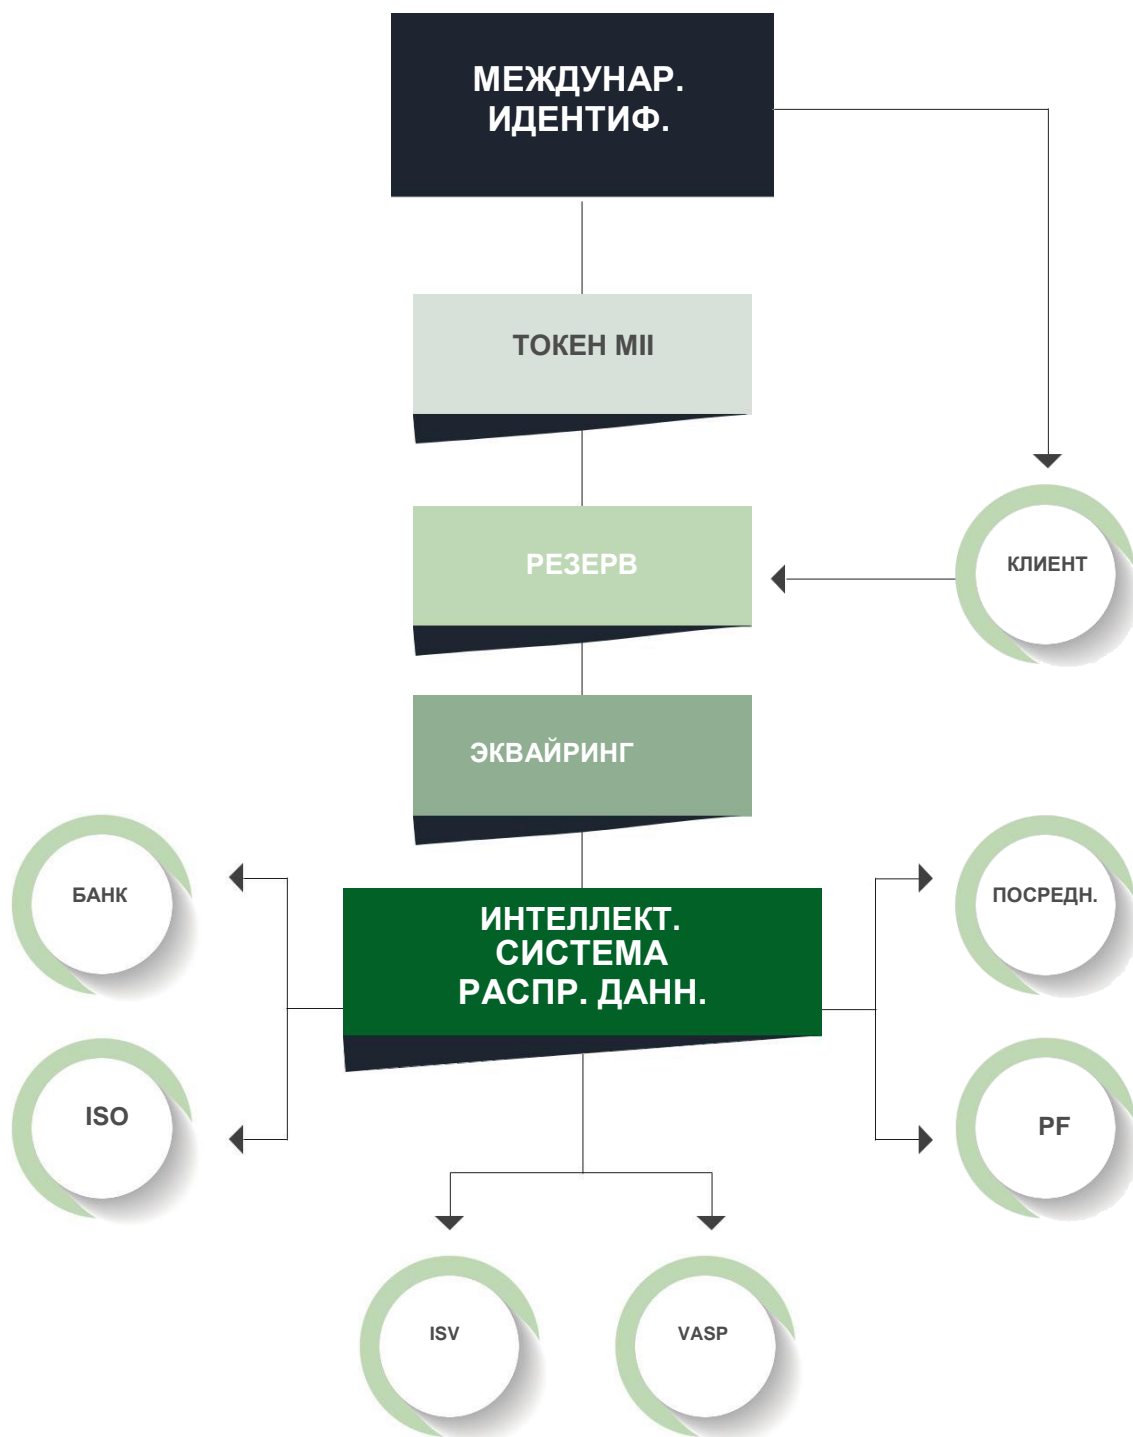 МЕЖДУНАР.
ИДЕНТИФ.
ТОКЕН MII
РЕЗЕРВ
КЛИЕНТ
ЭКВАЙРИНГ
БАНК
ПОСРЕДН.
ИНТЕЛЛЕКТ.
СИСТЕМА
РАСПР. ДАНН.
ISO
PF
ISV
VASP